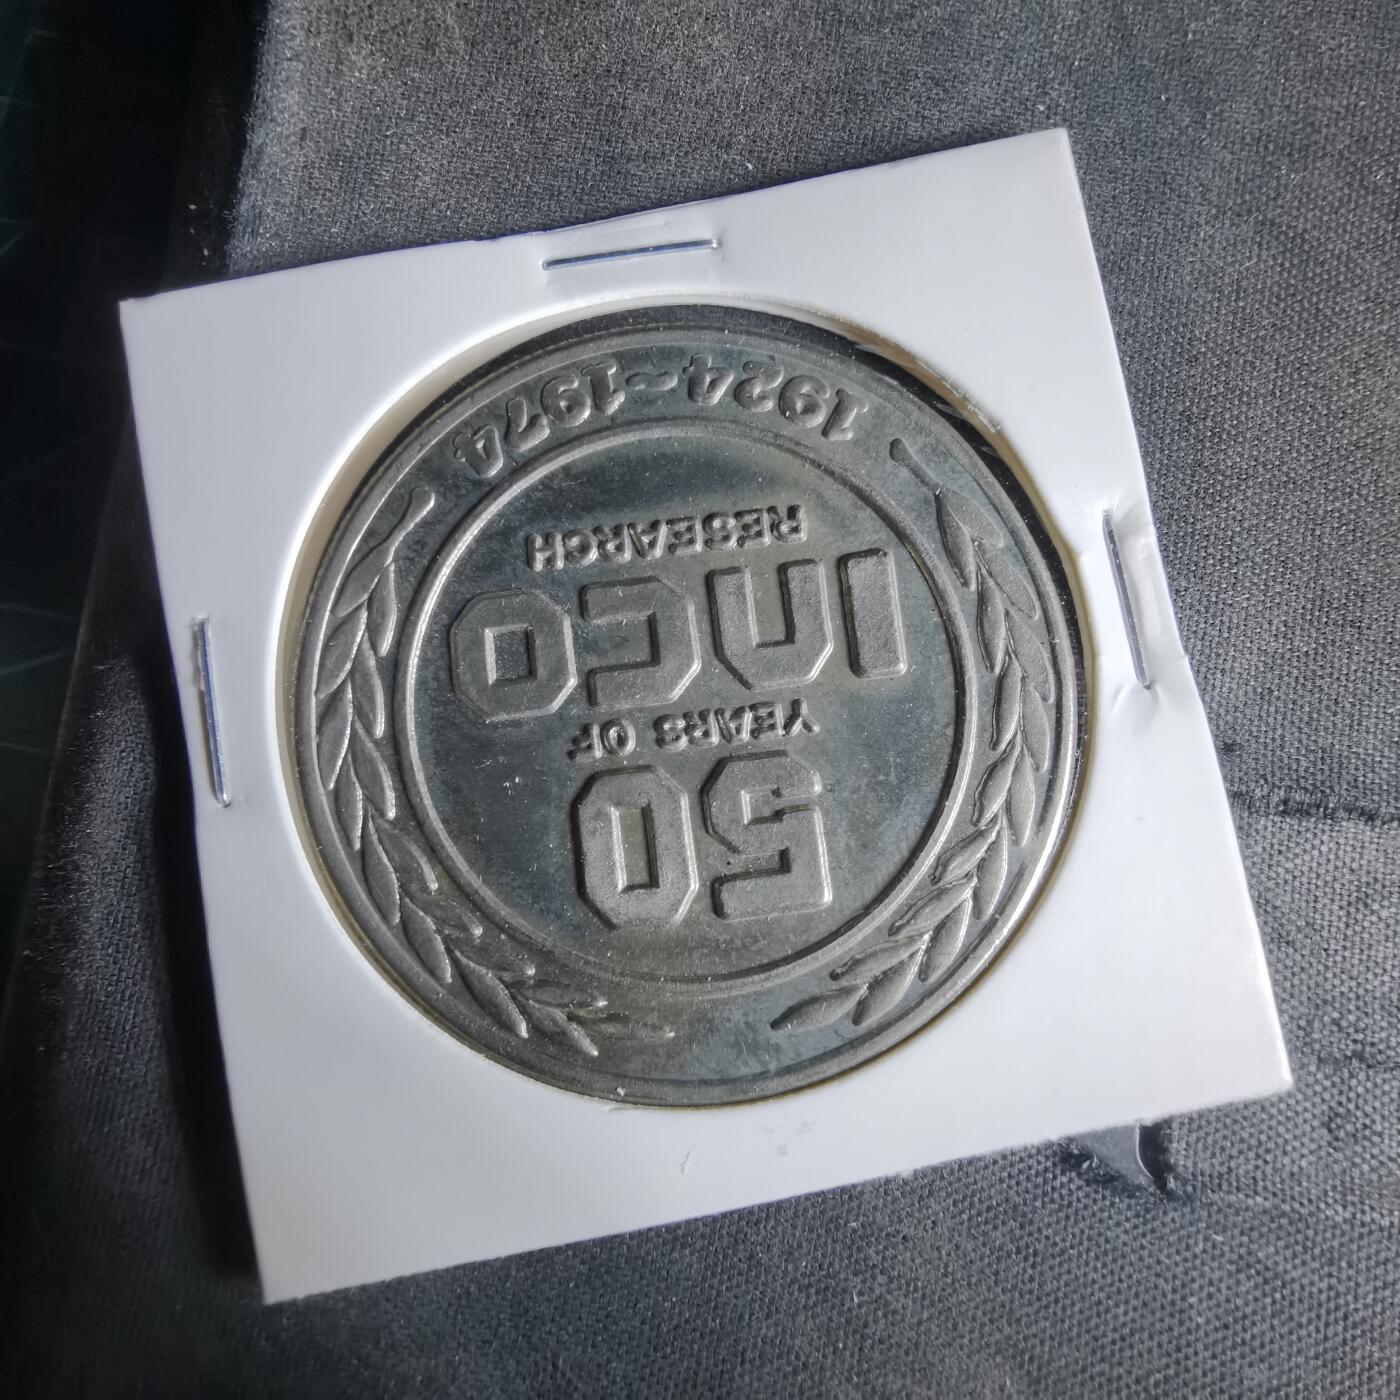 50
YEARS OF
INCO
RESEARCH
1924-1974